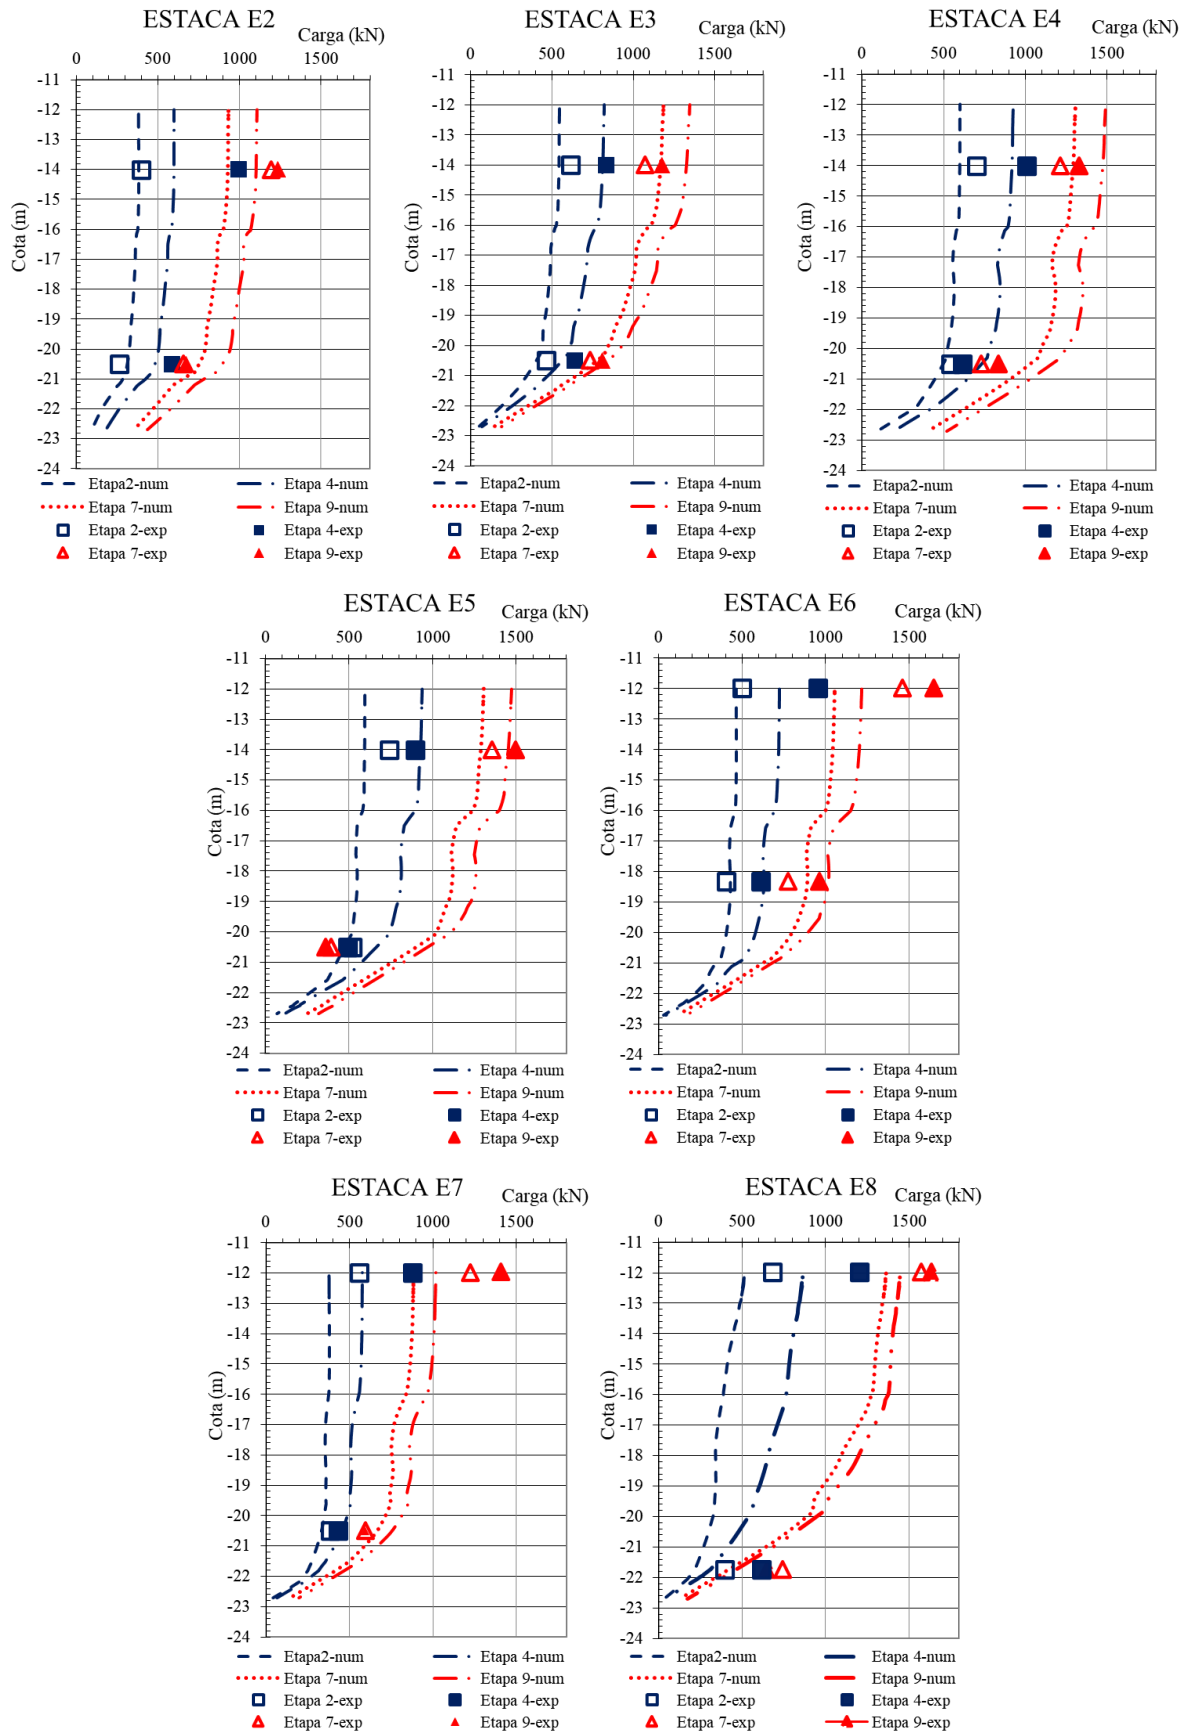 ESTACA E2
Carga (kN)
0 500 1000 1500
Cota (m)
-11
-12
-13
-14
-15
-16
-17
-18
-19
-20
-21
-22
-23
-24
Etapa2-num Etapa 4-num
Etapa 7-num Etapa 9-num
Etapa 2-exp Etapa 4-exp
Etapa 7-exp Etapa 9-exp
ESTACA E3
Carga (kN)
0 500 1000 1500
Cota (m)
-11
-12
-13
-14
-15
-16
-17
-18
-19
-20
-21
-22
-23
-24
Etapa2-num Etapa 4-num
Etapa 7-num Etapa 9-num
Etapa 2-exp Etapa 4-exp
Etapa 7-exp Etapa 9-exp
ESTACA E4
Carga (kN)
0 500 1000 1500
Cota (m)
-11
-12
-13
-14
-15
-16
-17
-18
-19
-20
-21
-22
-23
-24
Etapa2-num Etapa 4-num
Etapa 7-num Etapa 9-num
Etapa 2-exp Etapa 4-exp
Etapa 7-exp Etapa 9-exp
ESTACA E5
Carga (kN)
0 500 1000 1500
Cota (m)
-11
-12
-13
-14
-15
-16
-17
-18
-19
-20
-21
-22
-23
-24
Etapa2-num Etapa 4-num
Etapa 7-num Etapa 9-num
Etapa 2-exp Etapa 4-exp
Etapa 7-exp Etapa 9-exp
ESTACA E6
Carga (kN)
0 500 1000 1500
Cota (m)
-11
-12
-13
-14
-15
-16
-17
-18
-19
-20
-21
-22
-23
-24
Etapa2-num Etapa 4-num
Etapa 7-num Etapa 9-num
Etapa 2-exp Etapa 4-exp
Etapa 7-exp Etapa 9-exp
ESTACA E7
Carga (kN)
0 500 1000 1500
Cota (m)
-11
-12
-13
-14
-15
-16
-17
-18
-19
-20
-21
-22
-23
-24
Etapa2-num Etapa 4-num
Etapa 7-num Etapa 9-num
Etapa 2-exp Etapa 4-exp
Etapa 7-exp Etapa 9-exp
ESTACA E8
Carga (kN)
0 500 1000 1500
Cota (m)
-11
-12
-13
-14
-15
-16
-17
-18
-19
-20
-21
-22
-23
-24
Etapa2-num Etapa 4-num
Etapa 7-num Etapa 9-num
Etapa 2-exp Etapa 4-exp
Etapa 7-exp Etapa 9-exp